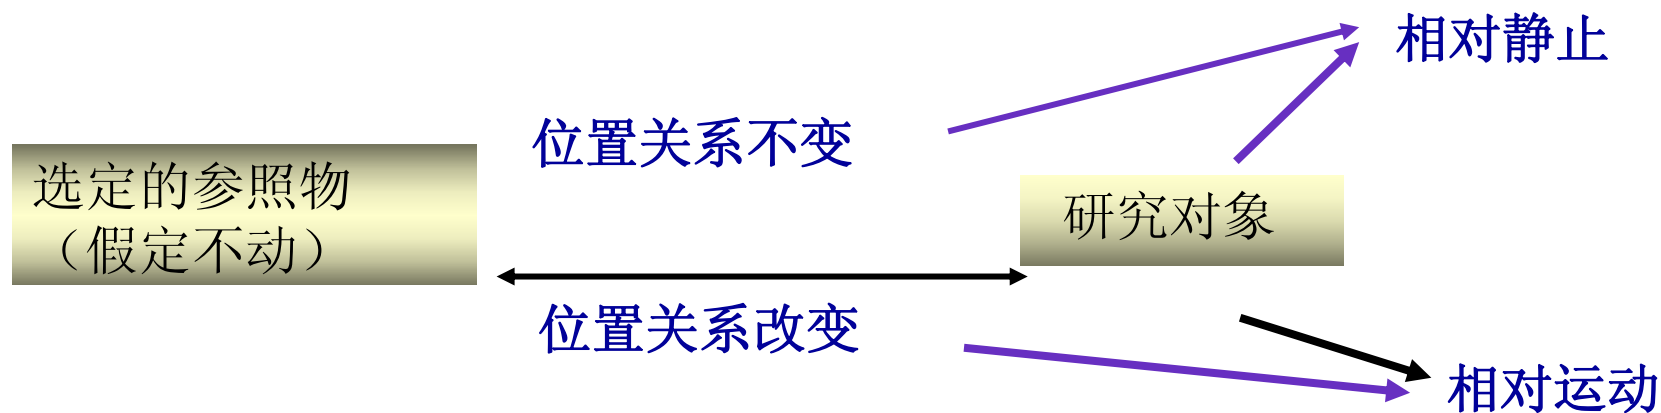 相对静止
位置关系不变
选定的参照物
（假定不动）
研究对象
位置关系改变
相对运动